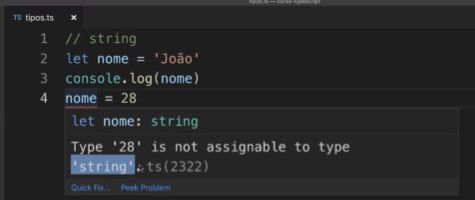 tipos.ts — curso-typescript
TS tipos.ts ×
1 // string
2 let nome = 'João'
3 console.log(nome)
4 nome = 28
let nome: string
Type '28' is not assignable to type
'string'. ts(2322)
Quick Fix... Peek Problem